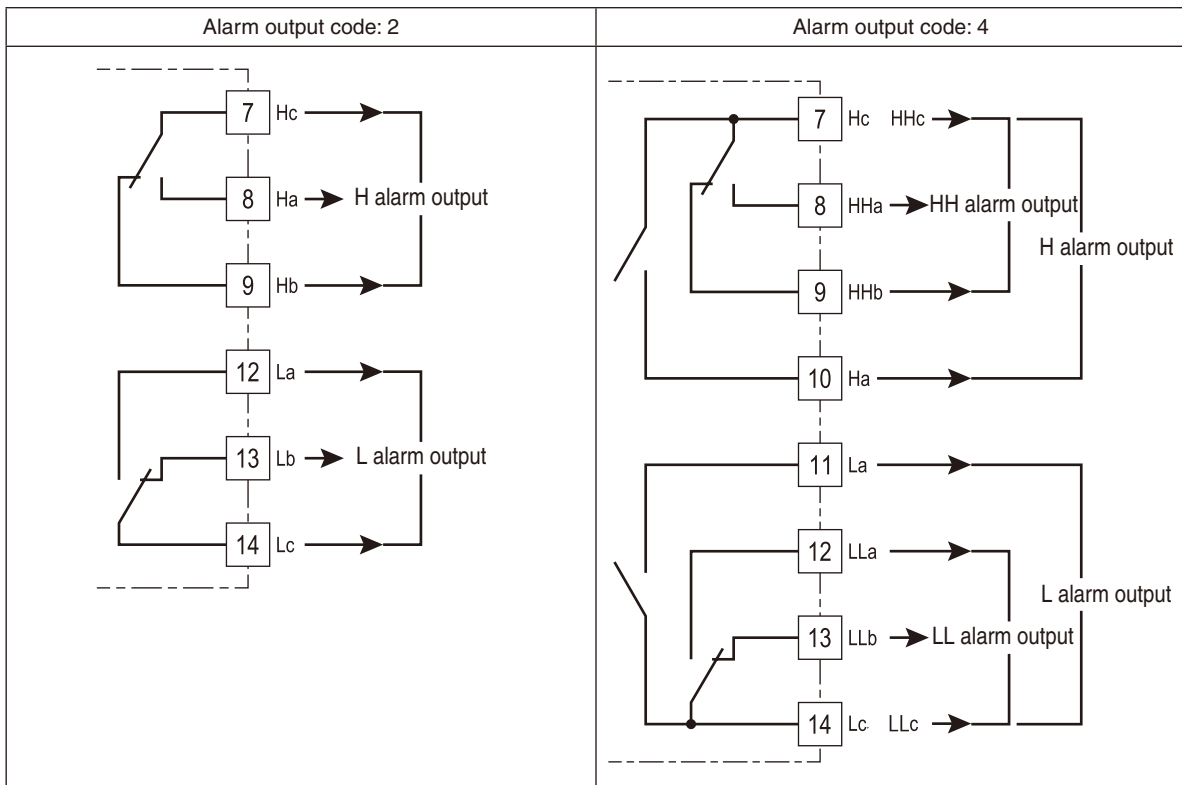 Alarm output code: 2
7 Hc
8 Ha H alarm output
9 Hb
12 La
13 Lb L alarm output
14 Lc
Alarm output code: 4
7 Hc HHc
8 HHa HH alarm output
H alarm output
9 HHb
10 Ha
11 La
12 LLa
L alarm output
13 LLb LL alarm output
14 Lc LLc